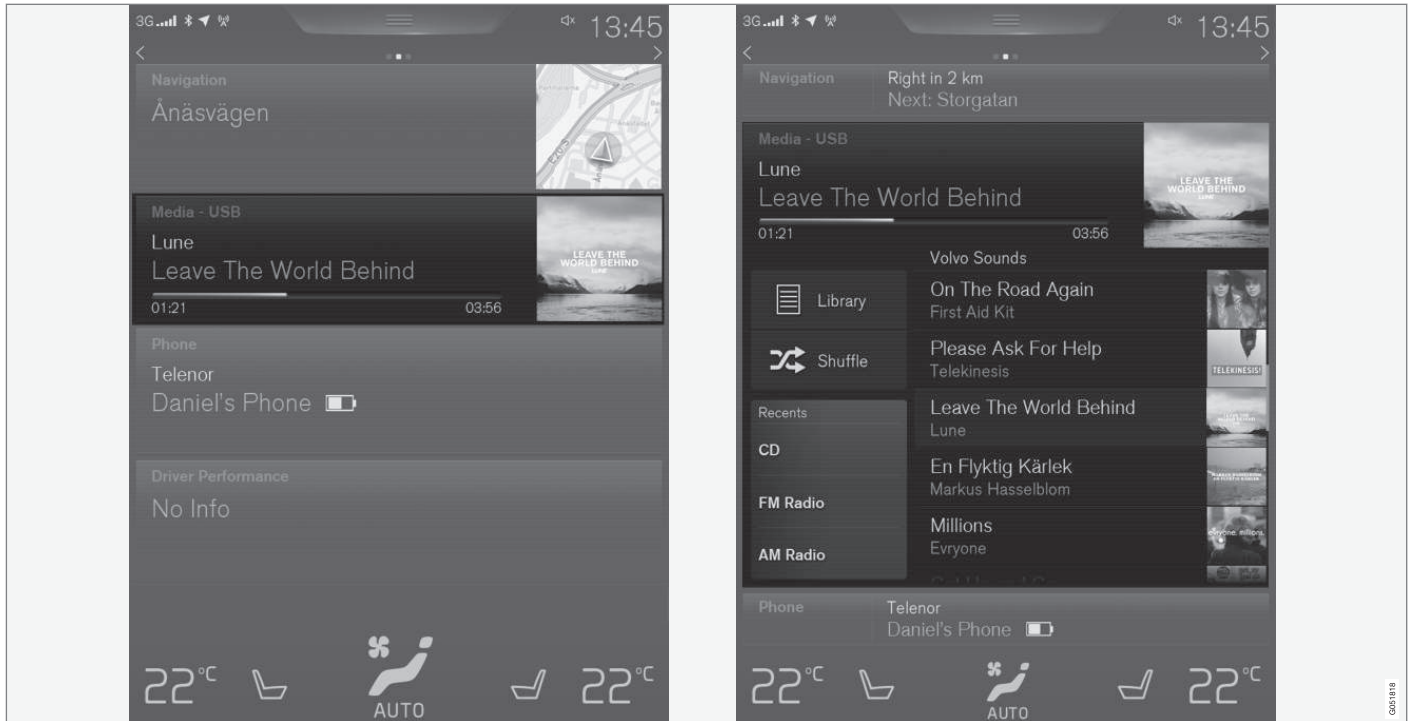 3G 13:45
Navigation
Ånäsvägen
Media - USB
Lune
Leave The World Behind
01:21 03:56
LEAVE THE
WORLD BEHIND
LUNE
Phone
Telenor
Daniel's Phone
Driver Performance
No Info
22°C AUTO 22°C
3G 13:45
Navigation Right in 2 km
Next: Storgatan
Media - USB
Lune
Leave The World Behind
01:21 03:56
LEAVE THE
WORLD BEHIND
LUNE
Volvo Sounds
Library
Shuffle
Recents
CD
FM Radio
AM Radio
On The Road Again
First Aid Kit
Please Ask For Help
Telekinesis
TELEKINESIS!
Leave The World Behind
Lune
En Flyktig Kärlek
Markus Hasselblom
Millions
Evryone
evryone. millions.
Phone Telenor
Daniel's Phone
22°C AUTO 22°C
G051818